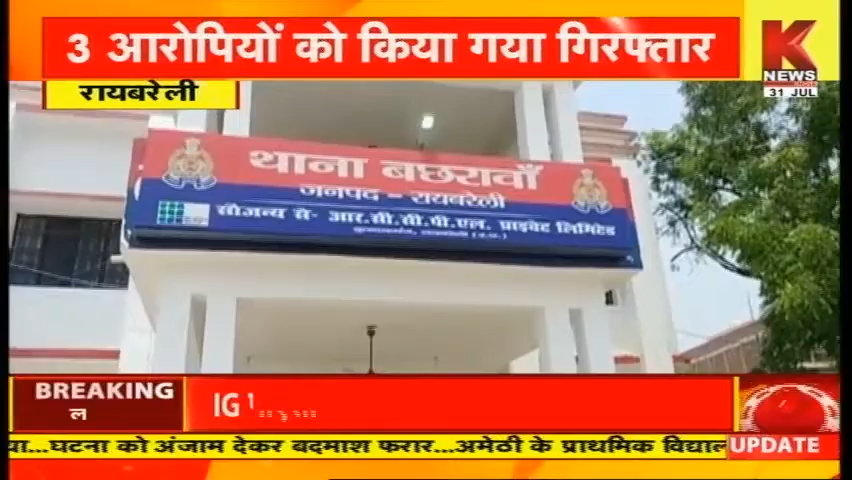 3 आरोपियों को किया गया गिरफ्तार
K
NEWS
31 JUL
रायबरेली
थाना बछरावाँ
जनपद - रायबरेली
सौजन्य से- आर.सी.सी.पी.एल. प्राइवेट लिमिटेड
BREAKING
ल
IG
या...घटना को अंजाम देकर बदमाश फरार...अमेठी के प्राथमिक विद्याल
UPDATE